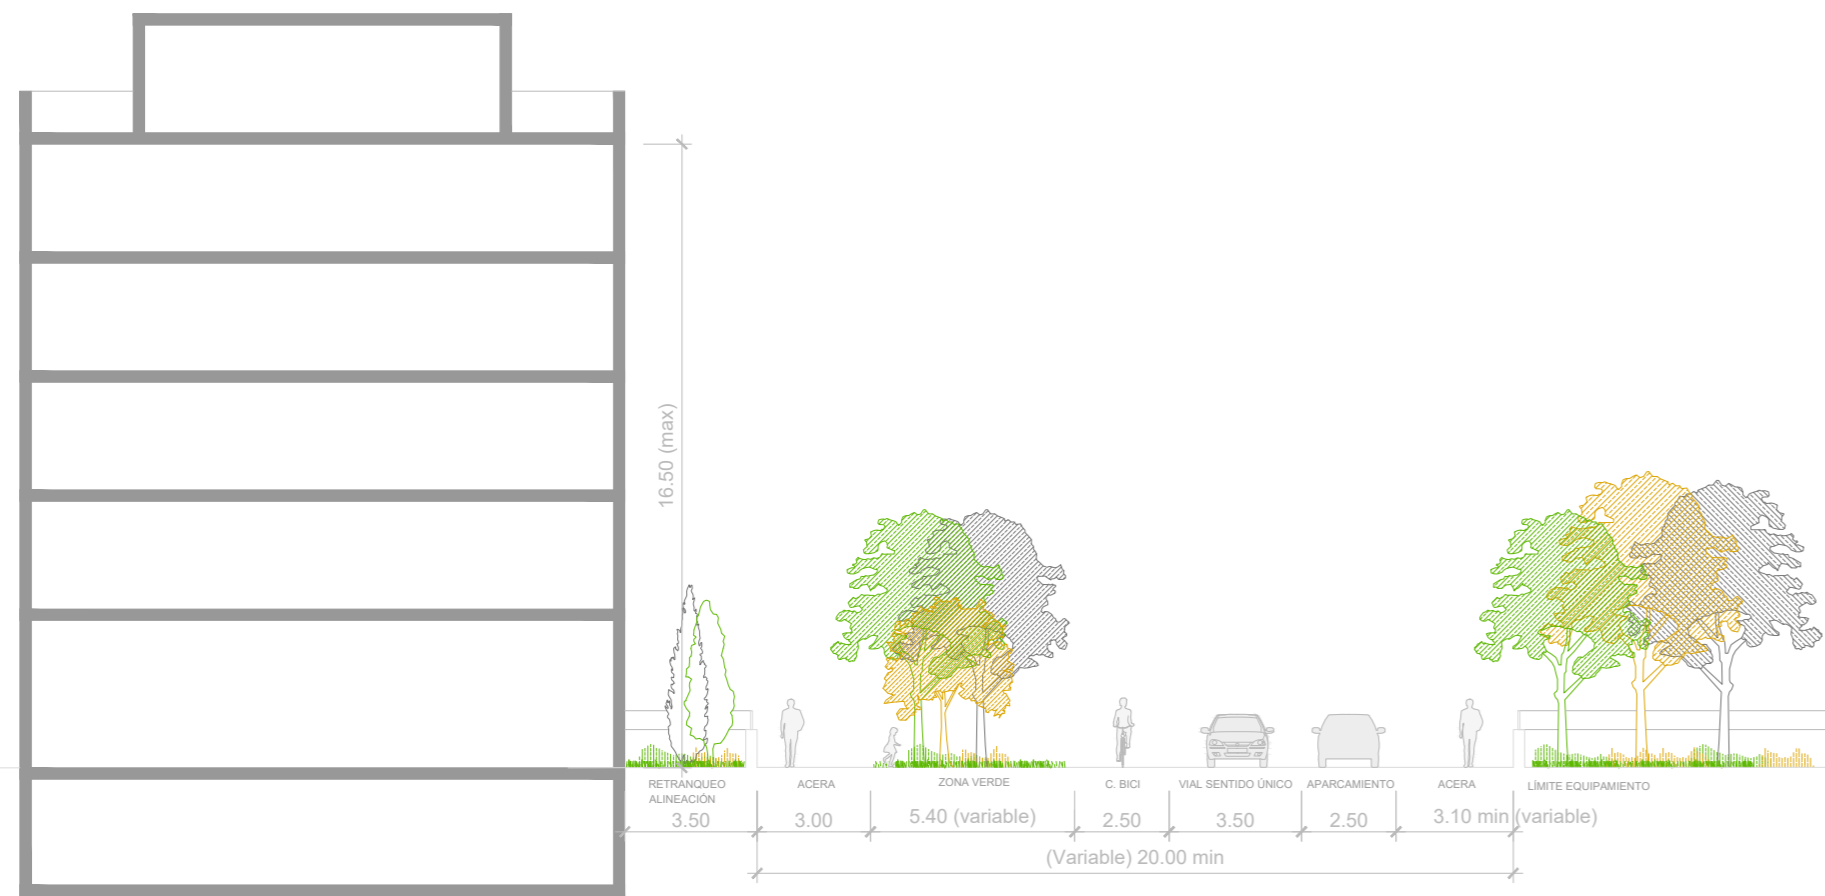 16.50 (max)
RETRANQUEO
ALINEACIÓN
ACERA
ZONA VERDE
C. BICI
VIAL SENTIDO ÚNICO
APARCAMIENTO
ACERA
LÍMITE EQUIPAMIENTO
3.50
3.00
5.40 (variable)
2.50
3.50
2.50
3.10 min (variable)
(Variable) 20.00 min